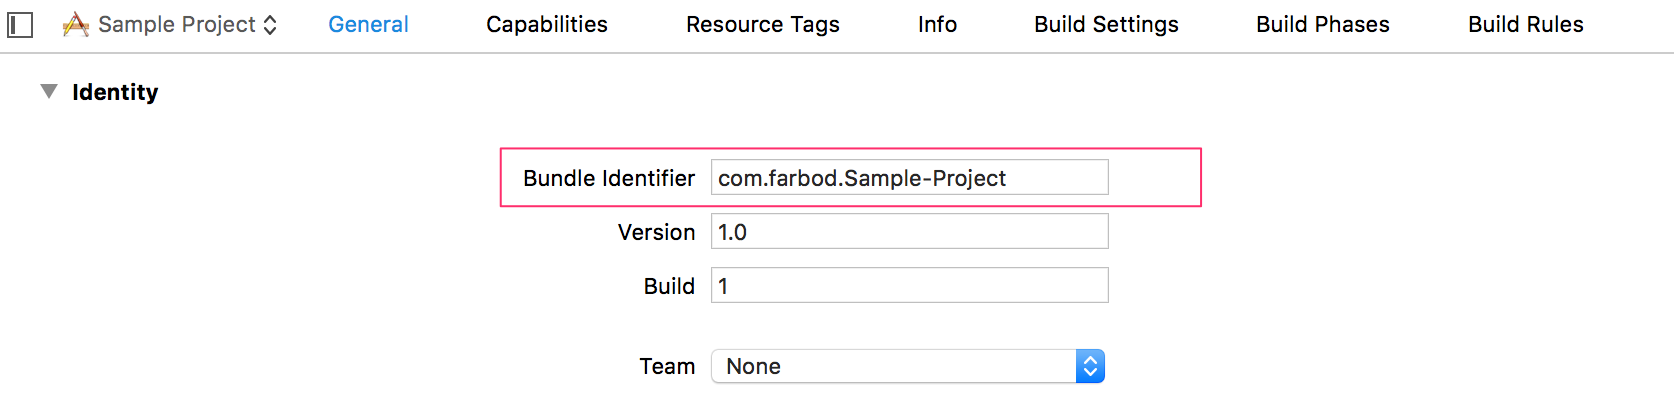 Sample Project General Capabilities Resource Tags Info Build Settings Build Phases Build Rules
Identity
Bundle Identifier com.farbod.Sample-Project
Version 1.0
Build 1
Team None